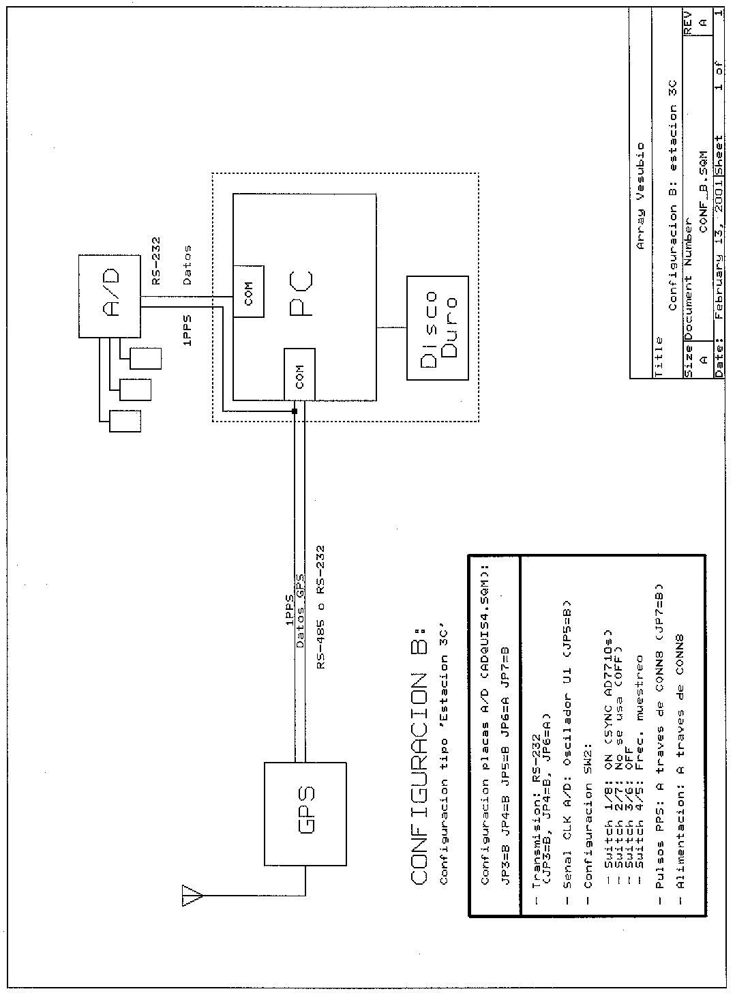 A/D
RS-232
Datos
1PPS
COM
COM
PC
Disco
Duro
1PPS
Datos GPS
RS-485 o RS-232
GPS
CONFIGURACION B:
Configuracion tipo 'Estacion 3C'
Configuracion placas A/D (ADQUIS4.SQM):
JP3=B JP4=B JP5=B JP6=A JP7=B
- Transmision: RS-232
(JP3=B, JP4=B, JP6=A)
- Senal CLK A/D: Oscilador U1 (JP5=B)
- Configuracion SW2:
- Switch 1/8: ON (SYNC AD7710s)
- Switch 2/7: No se usa (OFF)
- Switch 3/6: OFF
- Switch 4/5: Frec. muestreo
- Pulsos PPS: A traves de CONN8 (JP7=B)
- Alimentacion: A traves de CONN8
Array Vesubio
Title
Configuracion B: estacion 3C
Size Document Number REV
A CONF_B.SQM A
Date: February 13, 2001 Sheet 1 of 1